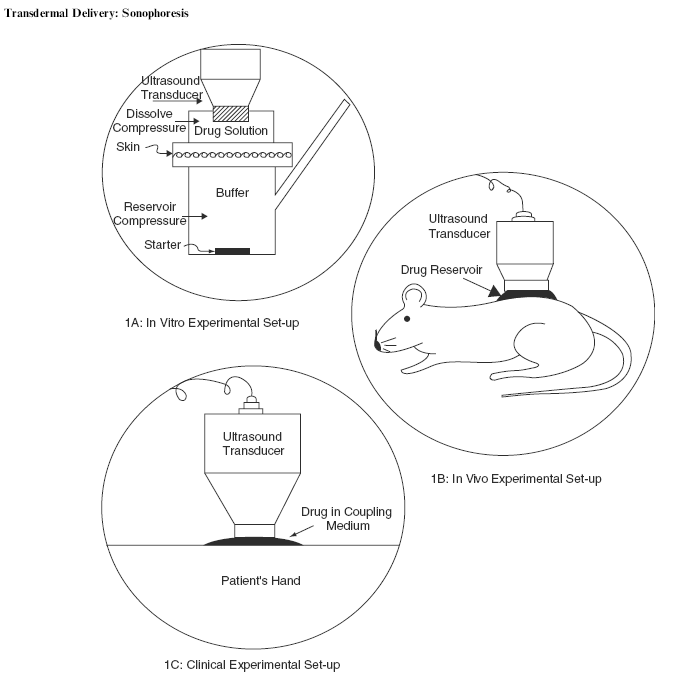 Transdermal Delivery: Sonophoresis
Ultrasound
Transducer
Dissolve
Compressure
Drug Solution
Skin
Buffer
Reservoir
Compressure
Starter
1A: In Vitro Experimental Set-up
Ultrasound
Transducer
Drug Reservoir
1B: In Vivo Experimental Set-up
Ultrasound
Transducer
Drug in Coupling
Medium
Patient's Hand
1C: Clinical Experimental Set-up